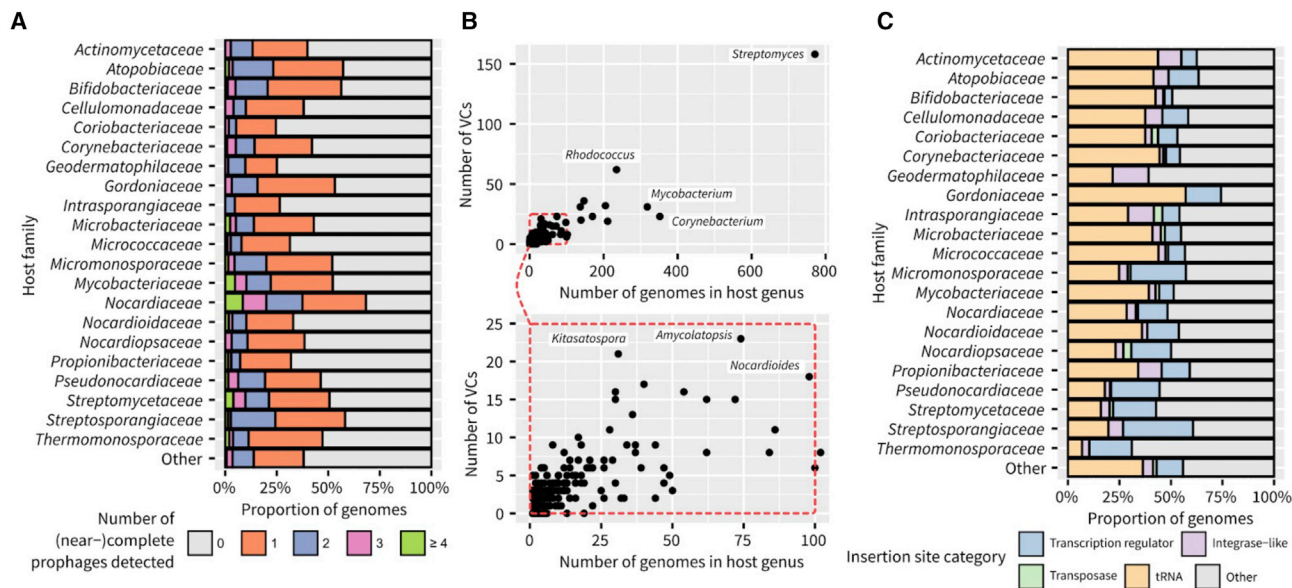 A
Host family
Actinomycetaceae
Atopobiaceae
Bifidobacteriaceae
Cellulomonadaceae
Coriobacteriaceae
Corynebacteriaceae
Geodermatophilaceae
Gordoniaceae
Intrasporangiaceae
Microbacteriaceae
Micrococcaceae
Micromonosporaceae
Mycobacteriaceae
Nocardiaceae
Nocardioidaceae
Nocardiopsaceae
Propionibacteriaceae
Pseudonocardiaceae
Streptomycetaceae
Streptosporangiaceae
Thermomonosporaceae
Other
0% 25% 50% 75% 100%
Proportion of genomes
Number of
(near-)complete
prophages detected
0 1 2 3 ≥ 4
B
Number of VCs
150
100
50
0
Streptomyces
Rhodococcus
Mycobacterium
Corynebacterium
0 200 400 600 800
Number of genomes in host genus
Number of VCs
25
20
15
10
5
0
Kitasatospora
Amycolatopsis
Nocardioides
0 25 50 75 100
Number of genomes in host genus
C
Host family
Actinomycetaceae
Atopobiaceae
Bifidobacteriaceae
Cellulomonadaceae
Coriobacteriaceae
Corynebacteriaceae
Geodermatophilaceae
Gordoniaceae
Intrasporangiaceae
Microbacteriaceae
Micrococcaceae
Micromonosporaceae
Mycobacteriaceae
Nocardiaceae
Nocardioidaceae
Nocardiopsaceae
Propionibacteriaceae
Pseudonocardiaceae
Streptomycetaceae
Streptosporangiaceae
Thermomonosporaceae
Other
0% 25% 50% 75% 100%
Proportion of genomes
Insertion site category
Transcription regulator Integrase-like
Transposase tRNA Other